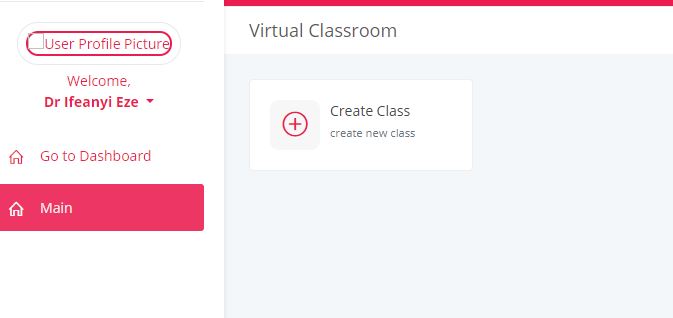 User Profile Picture
Welcome,
Dr Ifeanyi Eze
Go to Dashboard
Main
Virtual Classroom
Create Class
create new class